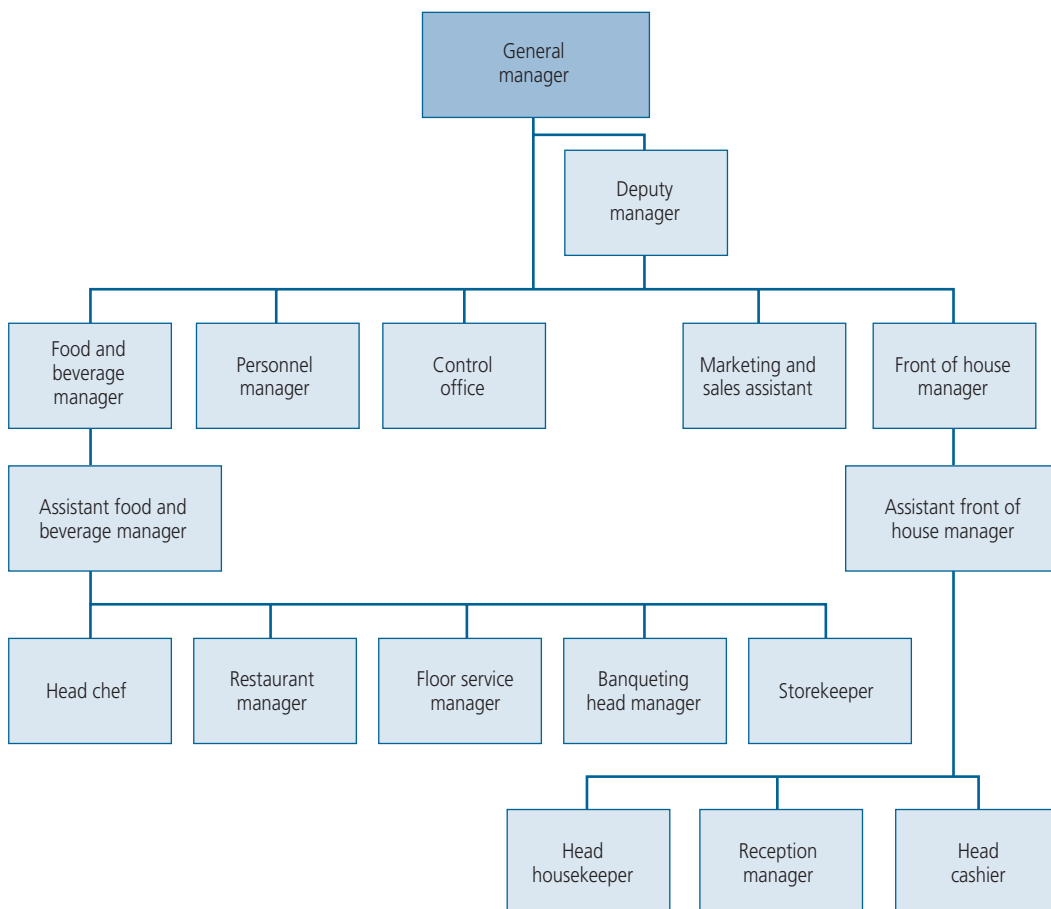 General
manager
Deputy
manager
Food and
beverage
manager
Personnel
manager
Control
office
Marketing and
sales assistant
Front of house
manager
Assistant food and
beverage manager
Assistant front of
house manager
Head chef
Restaurant
manager
Floor service
manager
Banqueting
head manager
Storekeeper
Head
housekeeper
Reception
manager
Head
cashier